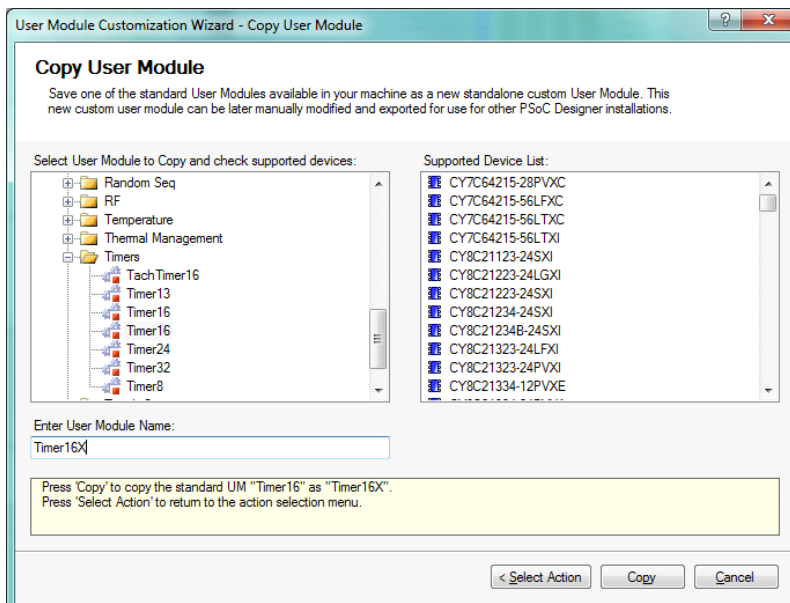 User Module Customization Wizard - Copy User Module
Copy User Module
Save one of the standard User Modules available in your machine as a new standalone custom User Module. This
new custom user module can be later manually modified and exported for use for other PSoC Designer installations.
Select User Module to Copy and check supported devices:
Random Seq
RF
Temperature
Thermal Management
Timers
TachTimer16
Timer13
Timer16
Timer16
Timer24
Timer32
Timer8
Supported Device List:
CY7C64215-28PVXC
CY7C64215-56LFXC
CY7C64215-56LTXC
CY7C64215-56LTXI
CY8C21123-24SXI
CY8C21223-24LGXI
CY8C21223-24SXI
CY8C21234-24SXI
CY8C21234B-24SXI
CY8C21323-24LFXI
CY8C21323-24PVXI
CY8C21334-12PVXE
Enter User Module Name:
Timer16X
Press 'Copy' to copy the standard UM "Timer16" as "Timer16X".
Press 'Select Action' to return to the action selection menu.
< Select Action
Copy
Cancel